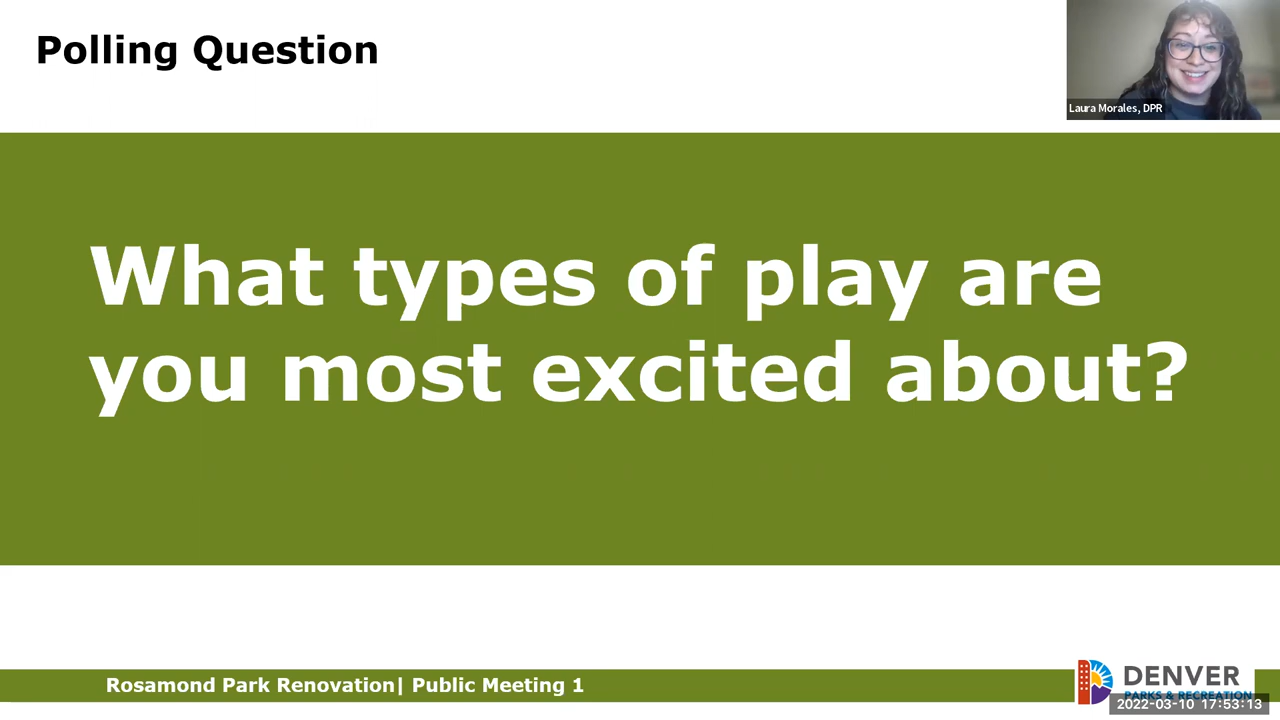 Polling Question
Laura Morales, DPR
What types of play are
you most excited about?
Rosamond Park Renovation| Public Meeting 1
DENVER
PARKS & RECREATION
2022-03-10 17:53:13